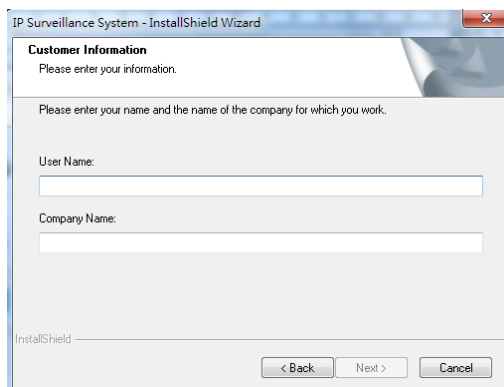 IP Surveillance System - InstallShield Wizard
Customer Information
Please enter your information.
Please enter your name and the name of the company for which you work.
User Name:
Company Name:
InstallShield
< Back
Next >
Cancel